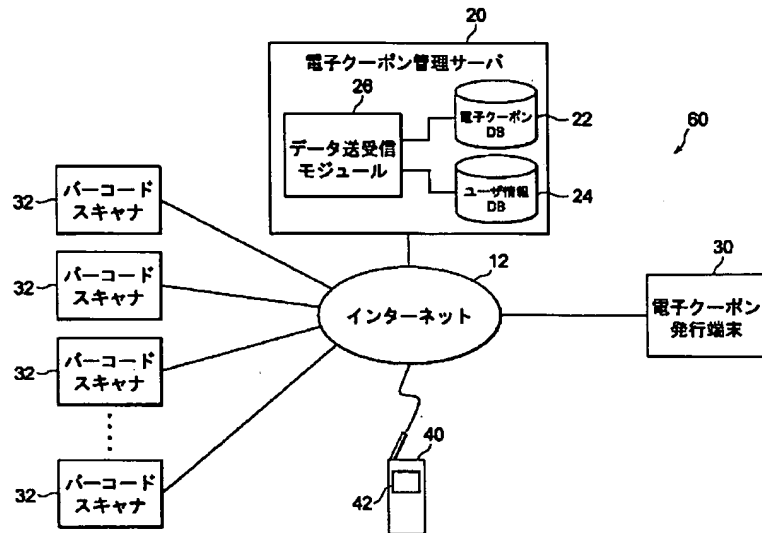 20
電子クーポン管理サーバ
26
データ送受信
モジュール
電子クーポン
DB
22
ユーザ情報
DB
24
60
32
バーコード
スキャナ
32
バーコード
スキャナ
32
バーコード
スキャナ
32
バーコード
スキャナ
12
インターネット
30
電子クーポン
発行端末
40
42